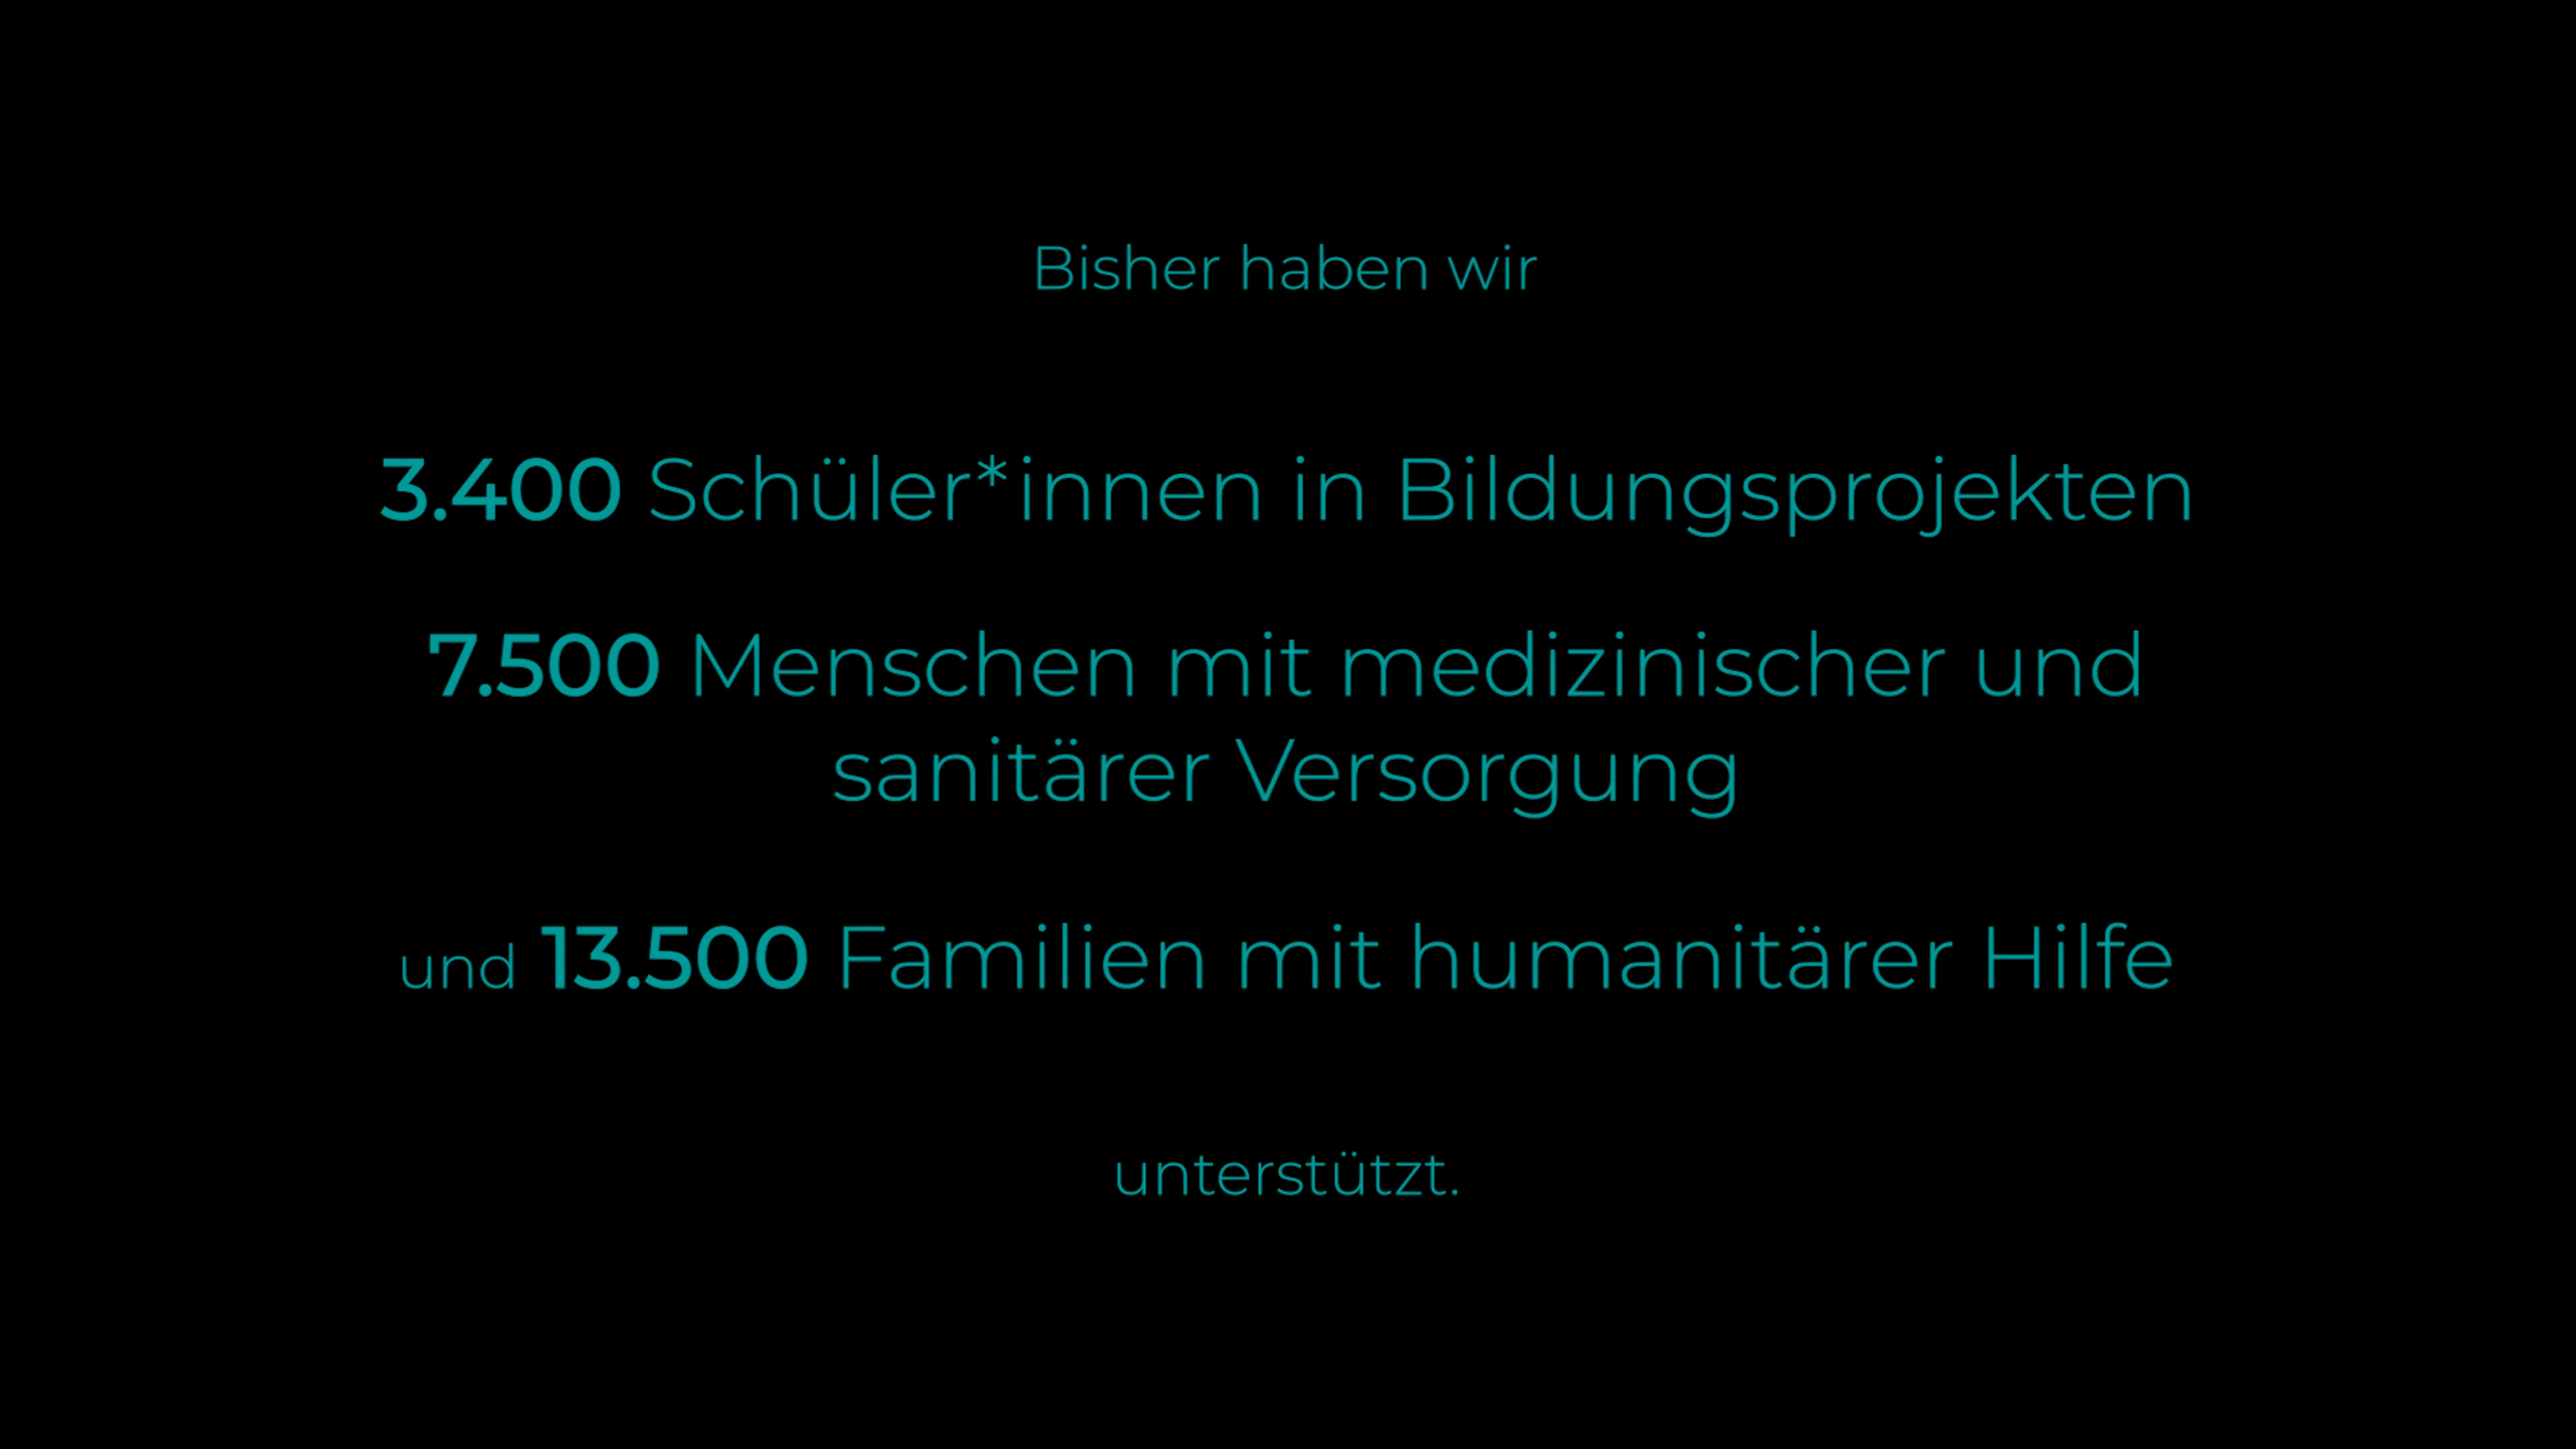 Bisher haben wir
3.400 Schüler*innen in Bildungsprojekten
7.500 Menschen mit medizinischer und
sanitärer Versorgung
und 13.500 Familien mit humanitärer Hilfe
unterstützt.